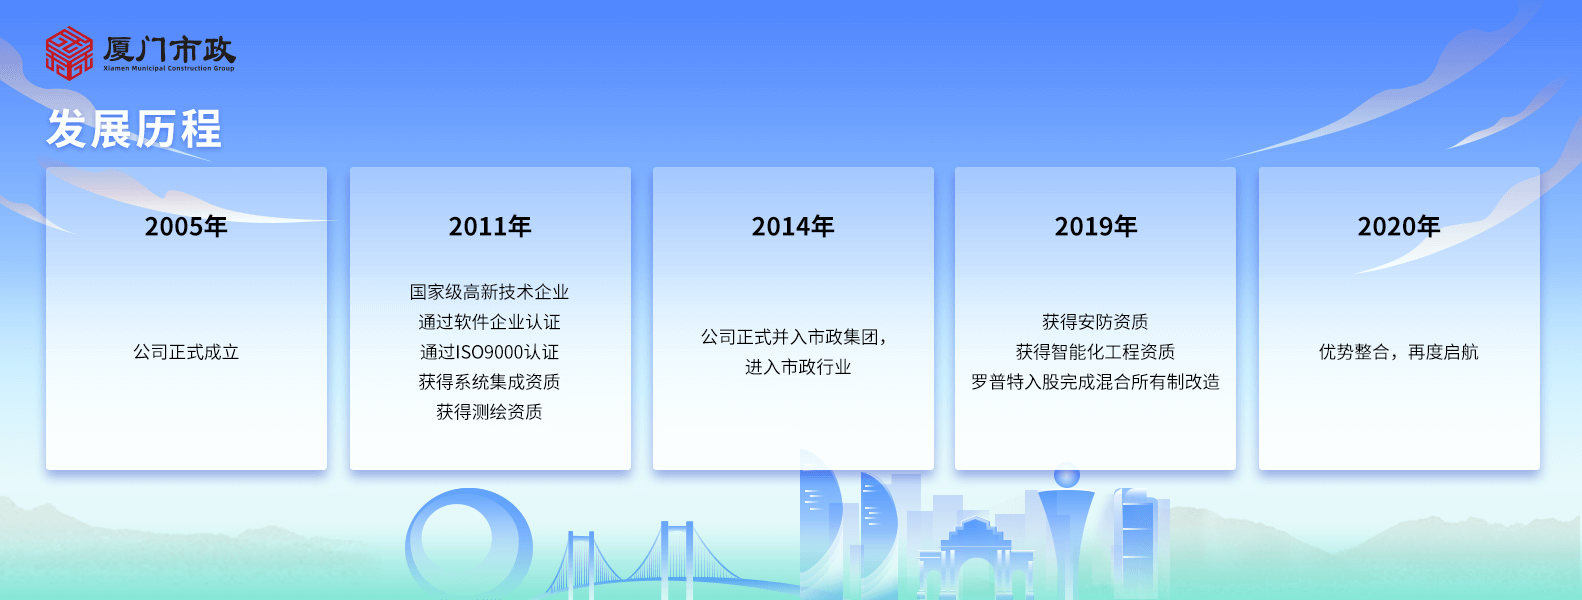 厦门市政
Xiamen Municipal Construction Group
发展历程
2005年
公司正式成立
2011年
国家级高新技术企业
通过软件企业认证
通过ISO9000认证
获得系统集成资质
获得测绘资质
2014年
公司正式并入市政集团，
进入市政行业
2019年
获得安防资质
获得智能化工程资质
罗普特入股完成混合所有制改造
2020年
优势整合，再度启航